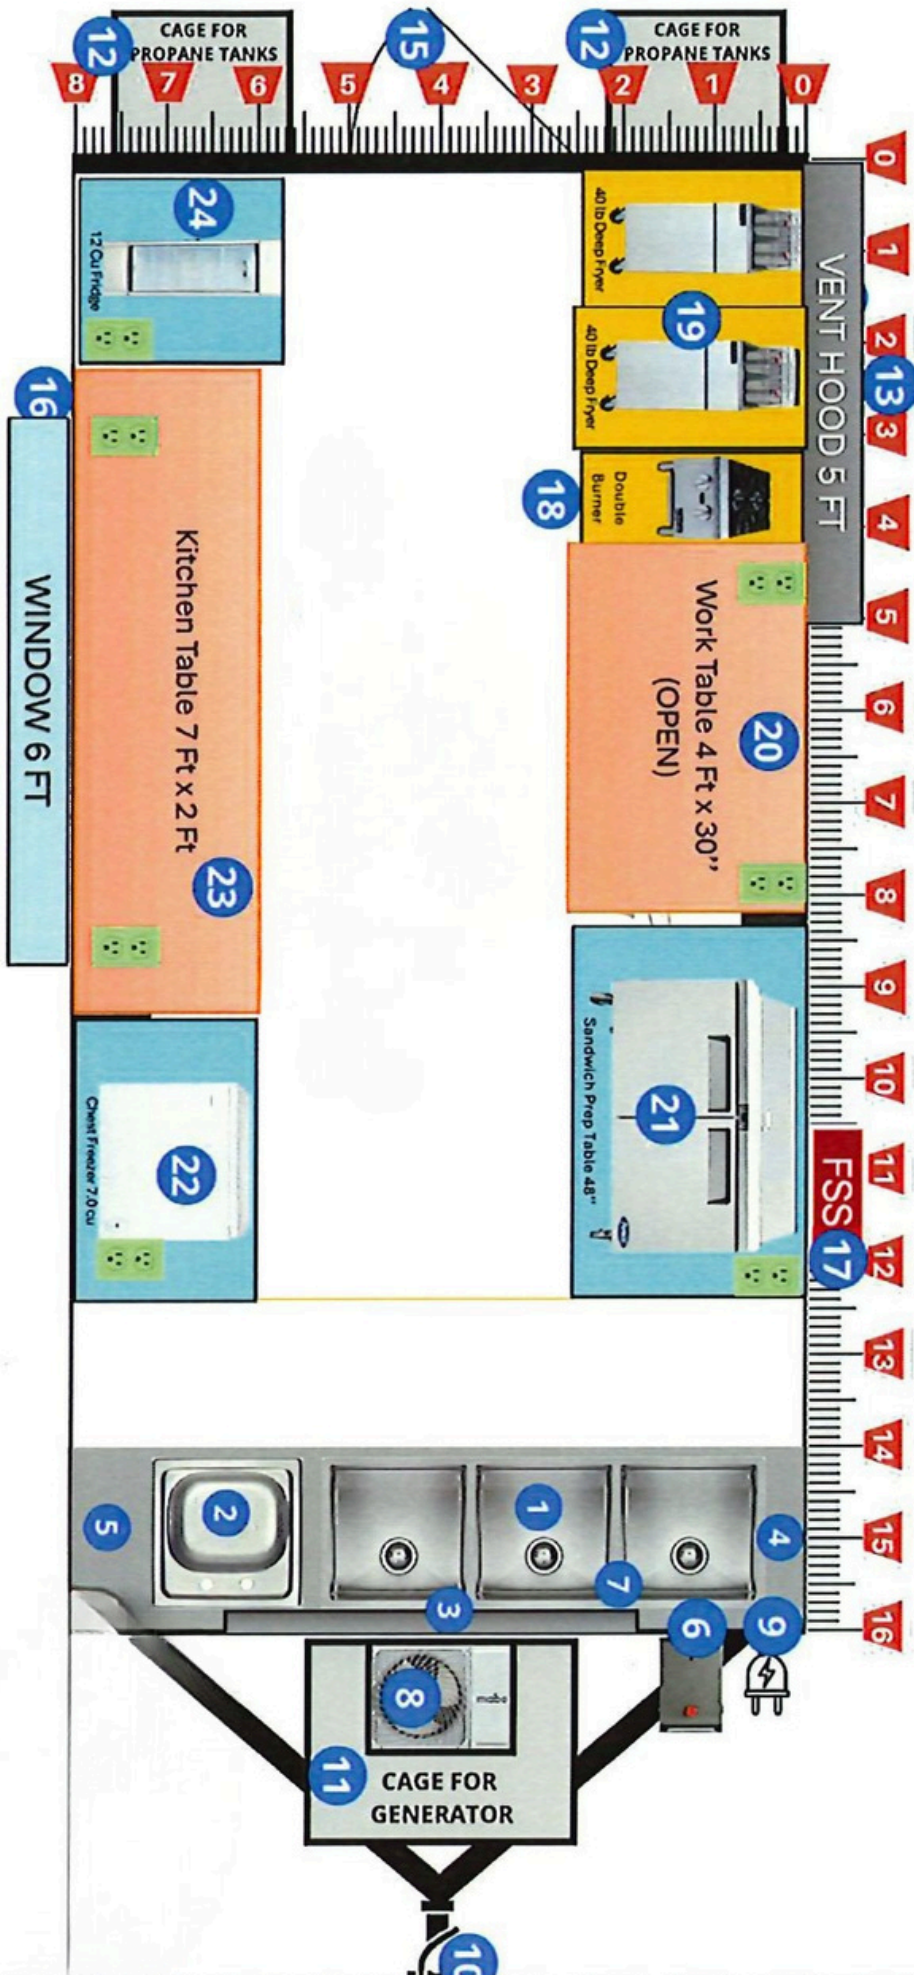 CAGE FOR
PROPANE TANKS
12
15
CAGE FOR
PROPANE TANKS
12
8
7
6
5
4
3
2
1
0
0
1
2
3
4
5
6
7
8
9
10
11
12
13
14
15
16
VENT HOOD 5 FT
13
40 lb Deep Fryer
19
40 lb Deep Fryer
18
Double
Burner
24
12 Cu Fridge
16
WINDOW 6 FT
Kitchen Table 7 Ft x 2 Ft
23
Work Table 4 Ft x 30”
(OPEN)
20
Sandwich Prep Table 48"
21
FSS
17
Chest Freezer 7.0 cu
22
5
2
1
7
4
3
6
9
8
mabe
11
CAGE FOR
GENERATOR
10